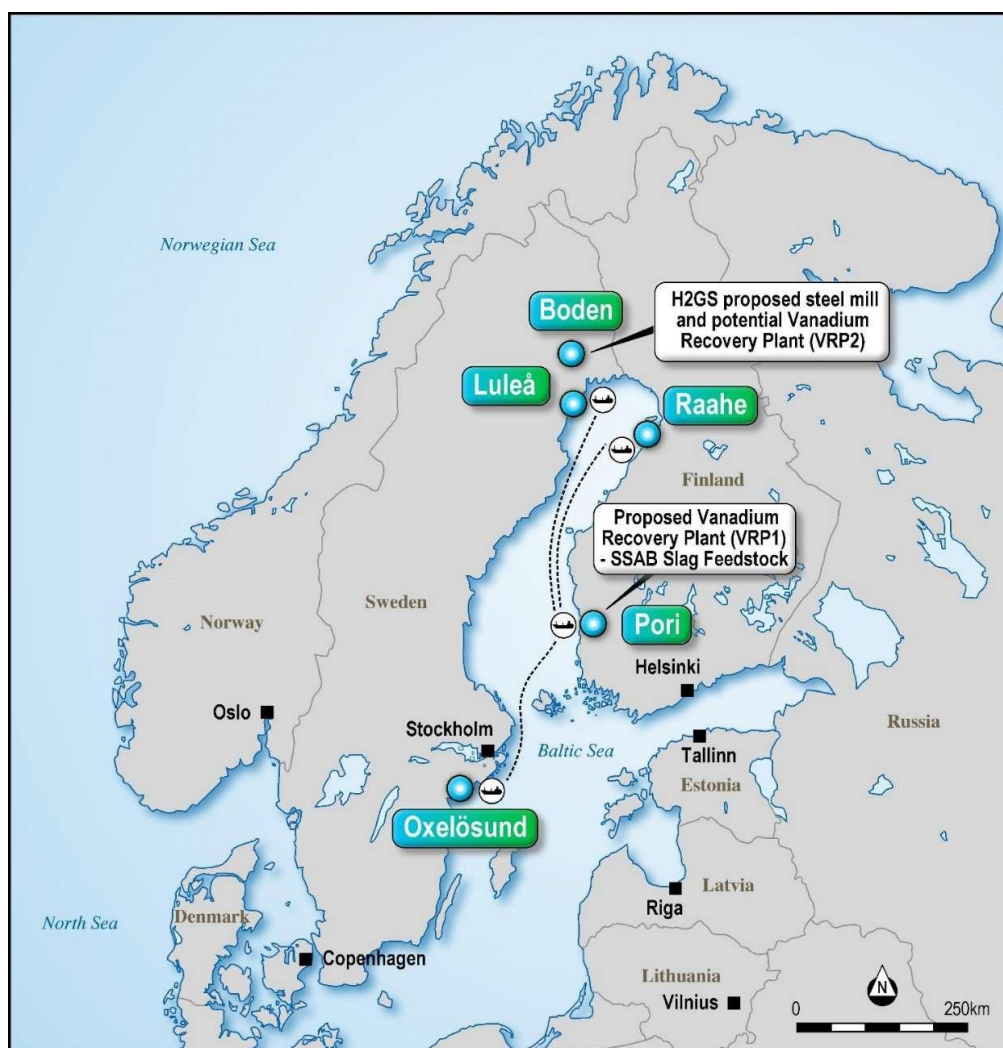 Norwegian Sea
Boden
H2GS proposed steel mill
and potential Vanadium
Recovery Plant (VRP2)
Luleå
Raahe
Finland
Proposed Vanadium
Recovery Plant (VRP1)
- SSAB Slag Feedstock
Sweden
Norway
Pori
Helsinki
Oslo
Stockholm
Baltic Sea
Russia
Tallinn
Estonia
Oxelösund
Latvia
Riga
North Sea
Denmark
Copenhagen
Lithuania
Vilnius
N
0
250km